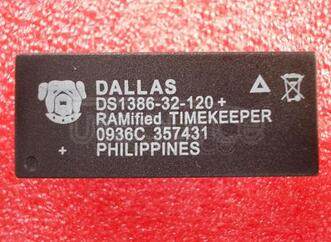 DALLAS
DS1386-32-120 +
RAMified TIMEKEEPER
0936C 357431
+ PHILIPPINES